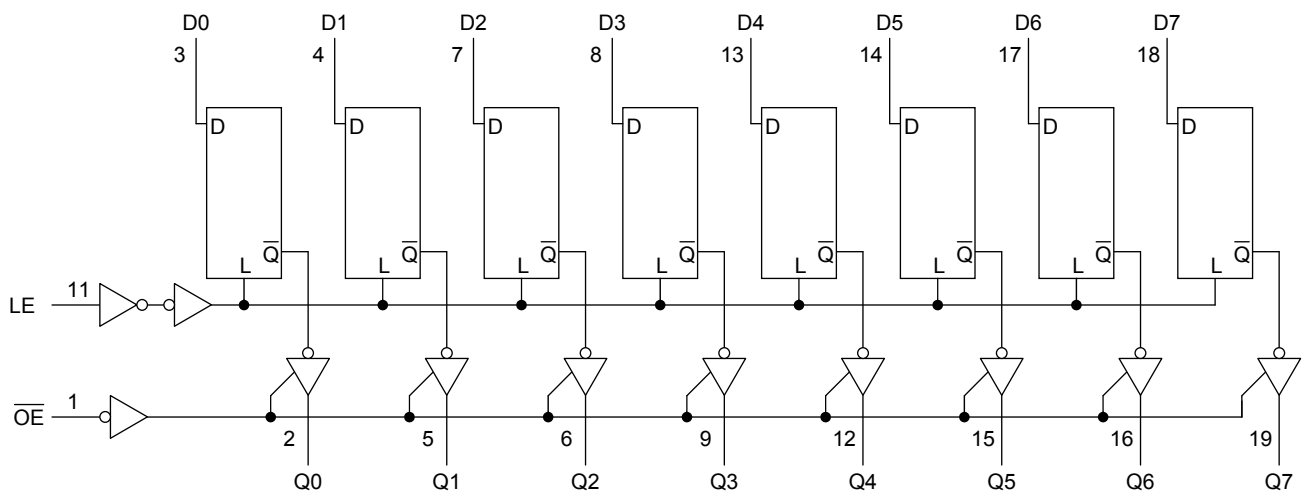 D0 D1 D2 D3 D4 D5 D6 D7
3 4 7 8 13 14 17 18
D D D D D D D D
Q̅ Q̅ Q̅ Q̅ Q̅ Q̅ Q̅ Q̅
L L L L L L L L
LE 11
O̅E̅ 1
2 5 6 9 12 15 16 19
Q0 Q1 Q2 Q3 Q4 Q5 Q6 Q7